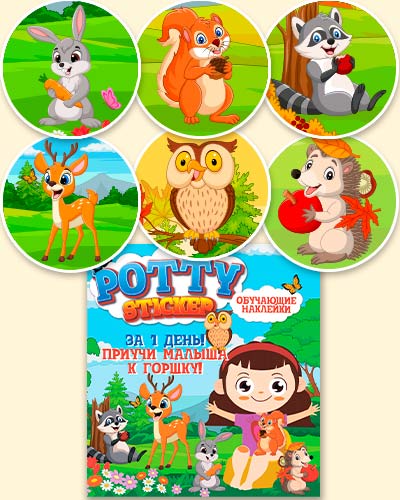 POTTY
STICKER
ОБУЧАЮЩИЕ
НАКЛЕЙКИ
ЗА 1 ДЕНЬ!
ПРИУЧИ МАЛЫША
К ГОРШКУ!